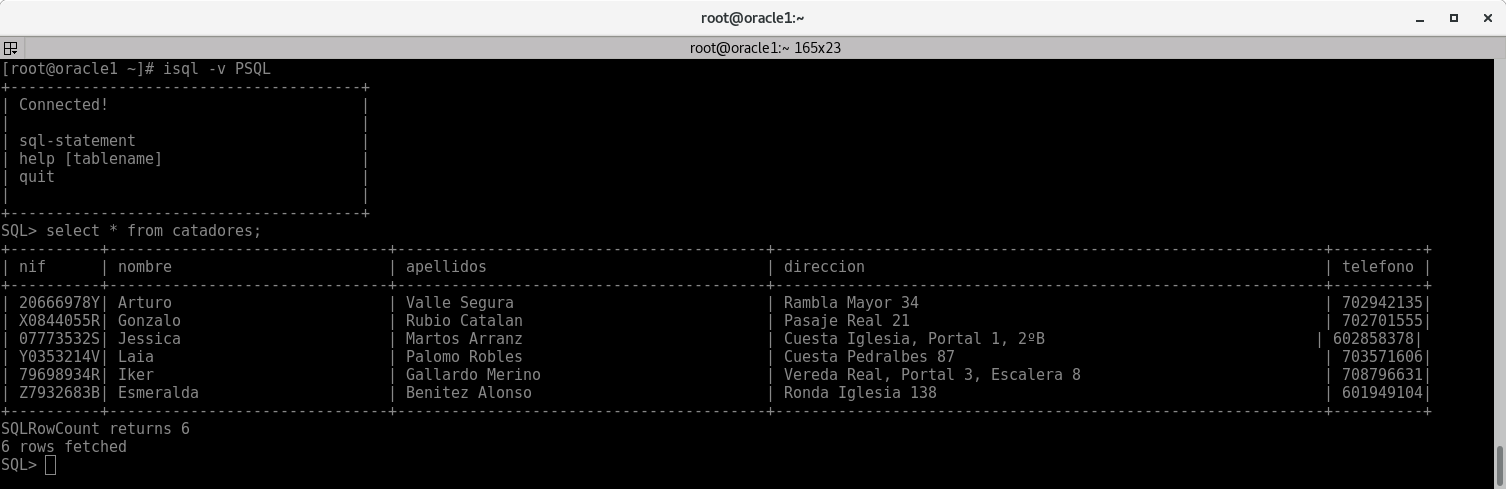 root@oracle1:~
root@oracle1:~ 165x23
[root@oracle1 ~]# isql -v PSQL
+---------------------------------------+
| Connected!                            |
|                                       |
| sql-statement                         |
| help [tablename]                      |
| quit                                  |
|                                       |
+---------------------------------------+
SQL> select * from catadores;
+----------+-------------------------------+-----------------------------------------+-------------------------------------------------------------+----------+
| nif      | nombre                        | apellidos                               | direccion                                                   | telefono |
+----------+-------------------------------+-----------------------------------------+-------------------------------------------------------------+----------+
| 20666978Y| Arturo                        | Valle Segura                            | Rambla Mayor 34                                             | 702942135|
| X0844055R| Gonzalo                       | Rubio Catalan                           | Pasaje Real 21                                              | 702701555|
| 07773532S| Jessica                       | Martos Arranz                           | Cuesta Iglesia, Portal 1, 2ºB                              | 602858378|
| Y0353214V| Laia                          | Palomo Robles                           | Cuesta Pedralbes 87                                         | 703571606|
| 79698934R| Iker                          | Gallardo Merino                         | Vereda Real, Portal 3, Escalera 8                           | 708796631|
| Z7932683B| Esmeralda                     | Benitez Alonso                          | Ronda Iglesia 138                                           | 601949104|
+----------+-------------------------------+-----------------------------------------+-------------------------------------------------------------+----------+
SQLRowCount returns 6
6 rows fetched
SQL>